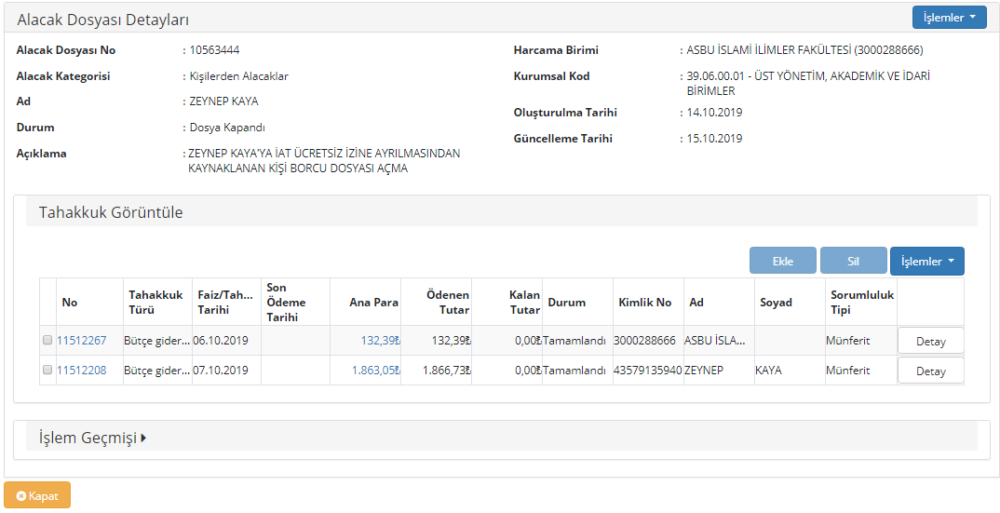 Alacak Dosyası Detayları
İşlemler
Alacak Dosyası No : 10563444
Alacak Kategorisi : Kişilerden Alacaklar
Ad : ZEYNEP KAYA
Durum : Dosya Kapandı
Açıklama : ZEYNEP KAYA'YA İAT ÜCRETSİZ İZİNE AYRILMASINDAN
KAYNAKLANAN KİŞİ BORCU DOSYASI AÇMA
Harcama Birimi : ASBU İSLAMİ İLİMLER FAKÜLTESİ (3000288666)
Kurumsal Kod : 39.06.00.01 - ÜST YÖNETİM, AKADEMİK VE İDARİ
BİRİMLER
Oluşturulma Tarihi : 14.10.2019
Güncelleme Tarihi : 15.10.2019
Tahakkuk Görüntüle
Ekle Sil İşlemler
No Tahakkuk Türü Faiz/Tah... Tarihi Son Ödeme Tarihi Ana Para Ödenen Tutar Kalan Tutar Durum Kimlik No Ad Soyad Sorumluluk Tipi
11512267 Bütçe gider... 06.10.2019 132,39₺ 132,39₺ 0,00₺ Tamamlandı 3000288666 ASBU İSLA... Münferit Detay
11512208 Bütçe gider... 07.10.2019 1.863,05₺ 1.866,73₺ 0,00₺ Tamamlandı 43579135940 ZEYNEP KAYA Münferit Detay
İşlem Geçmişi
Kapat